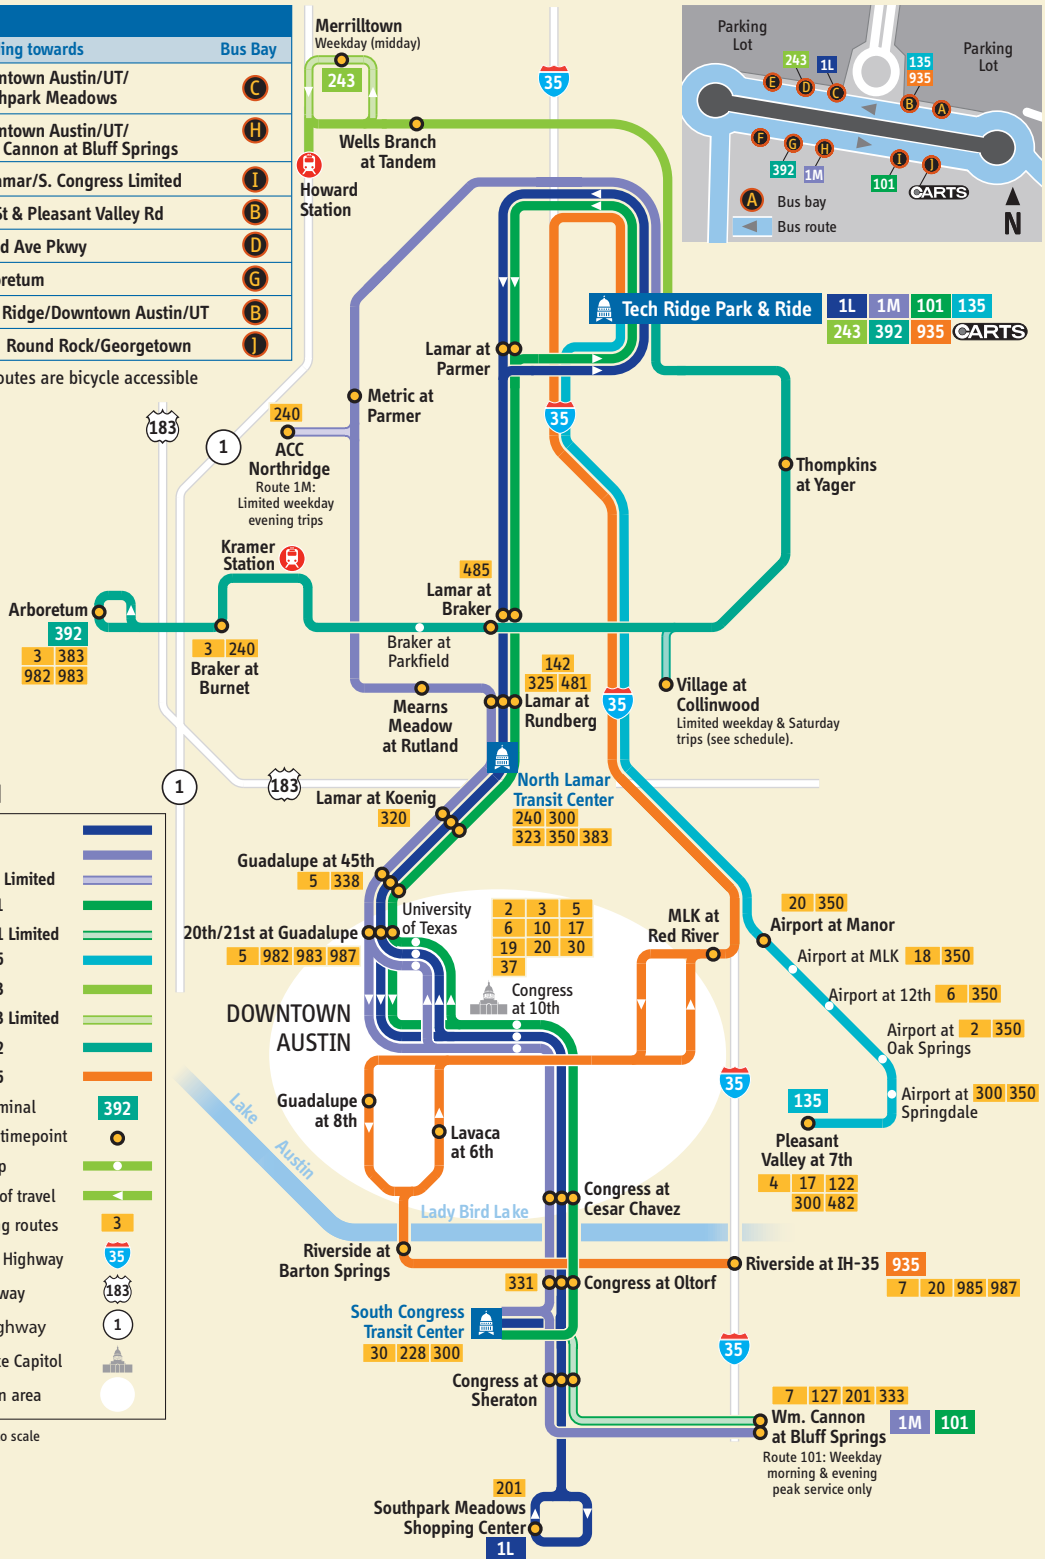 ing towards Bus Bay
ntown Austin/UT/
hpark Meadows C
ntown Austin/UT/
Cannon at Bluff Springs H
amar/S. Congress Limited I
St & Pleasant Valley Rd B
d Ave Pkwy D
oretum G
Ridge/Downtown Austin/UT B
Round Rock/Georgetown J
outes are bicycle accessible
Merrilltown
Weekday (midday)
243
Wells Branch
at Tandem
Howard
Station
35
Parking
Lot
Parking
Lot
243
1L
135
935
E
D
C
B
A
F
G
H
I
J
392
1M
101
CARTS
A Bus bay
Bus route
N
Tech Ridge Park & Ride
1L 1M 101 135
243 392 935 CARTS
Lamar at
Parmer
Metric at
Parmer
35
183
1
240
ACC
Northridge
Route 1M:
Limited weekday
evening trips
Thompkins
at Yager
Kramer
Station
485
Lamar at
Braker
Arboretum
392
3 383
982 983
3 240
Braker at
Burnet
Braker at
Parkfield
142
325 481
Lamar at
Rundberg
Mearns
Meadow
at Rutland
35
Village at
Collinwood
Limited weekday & Saturday
trips (see schedule).
1
183
North Lamar
Transit Center
240 300
323 350 383
Lamar at Koenig
320
Guadalupe at 45th
5 338
20th/21st at Guadalupe
5 982 983 987
University
of Texas
2 3 5
6 10 17
19 20 30
37
MLK at
Red River
20 350
Airport at Manor
Airport at MLK 18 350
Airport at 12th 6 350
Airport at
Oak Springs 2 350
Airport at
Springdale 300 350
Congress
at 10th
DOWNTOWN
AUSTIN
35
135
Pleasant
Valley at 7th
4 17 122
300 482
Guadalupe
at 8th
Lavaca
at 6th
Lake
Austin
Lady Bird Lake
Congress at
Cesar Chavez
Riverside at
Barton Springs
Riverside at IH-35 935
7 20 985 987
331
Congress at Oltorf
South Congress
Transit Center
30 228 300
35
Congress at
Sheraton
7 127 201 333
Wm. Cannon
at Bluff Springs
1M 101
Route 101: Weekday
morning & evening
peak service only
201
Southpark Meadows
Shopping Center
1L
Limited
1
1 Limited
5
3
3 Limited
2
5
minal 392
timepoint
p
of travel
g routes 3
Highway 35
way 183
ghway 1
te Capitol
n area
o scale